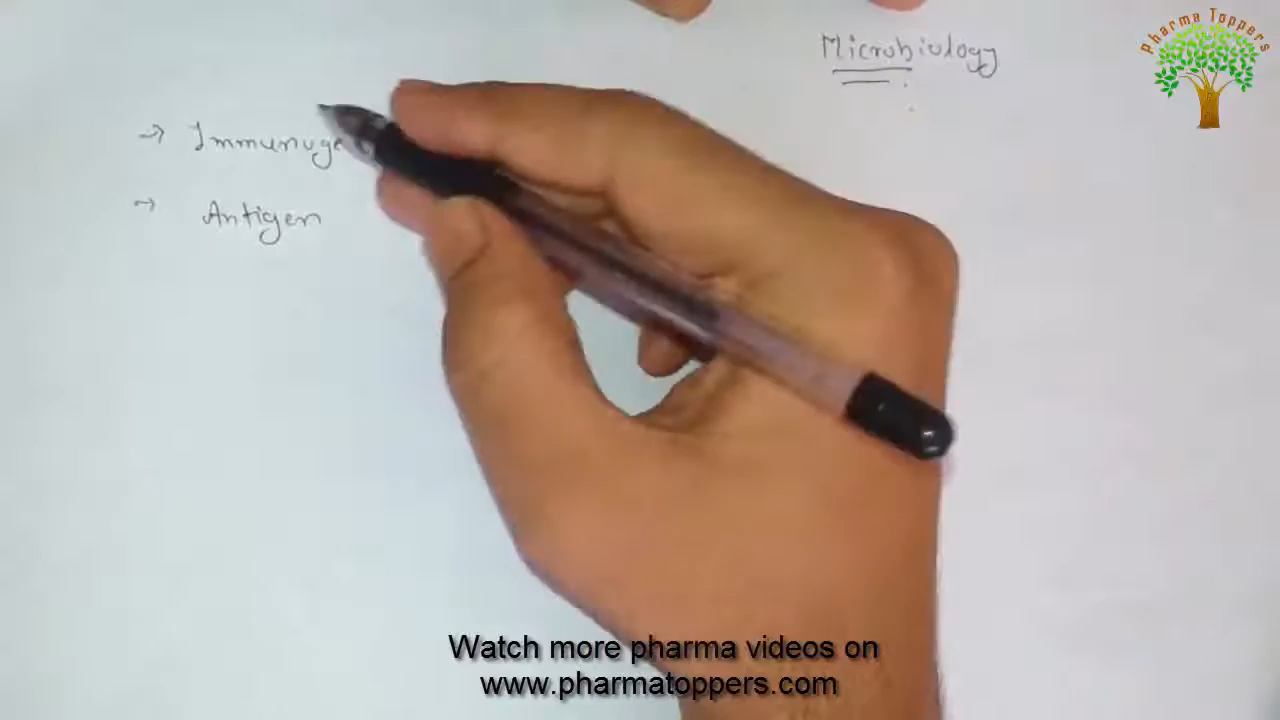 Microbiology
Pharma Toppers
→ Immunoge
→ Antigen
Watch more pharma videos on
www.pharmatoppers.com